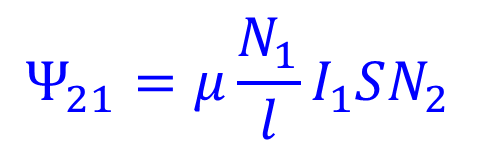 Ψ₂₁ = μ N₁/l I₁SN₂